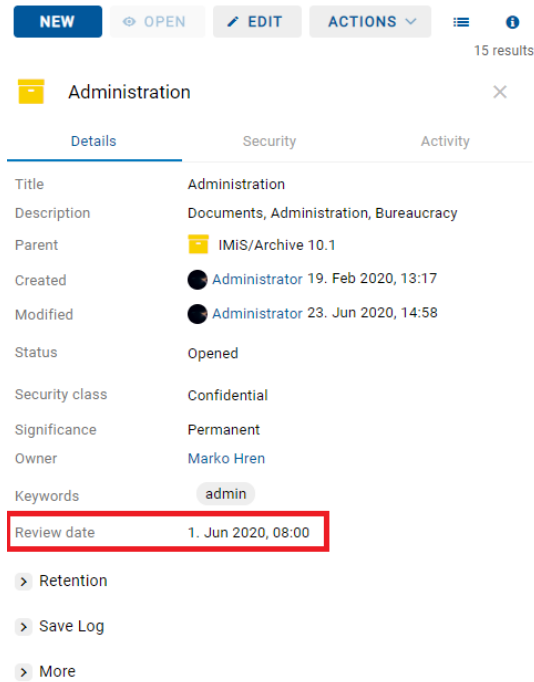 NEW OPEN EDIT ACTIONS
15 results
Administration
Details Security Activity
Title Administration
Description Documents, Administration, Bureaucracy
Parent IMiS/Archive 10.1
Created Administrator 19. Feb 2020, 13:17
Modified Administrator 23. Jun 2020, 14:58
Status Opened
Security class Confidential
Significance Permanent
Owner Marko Hren
Keywords admin
Review date 1. Jun 2020, 08:00
Retention
Save Log
More